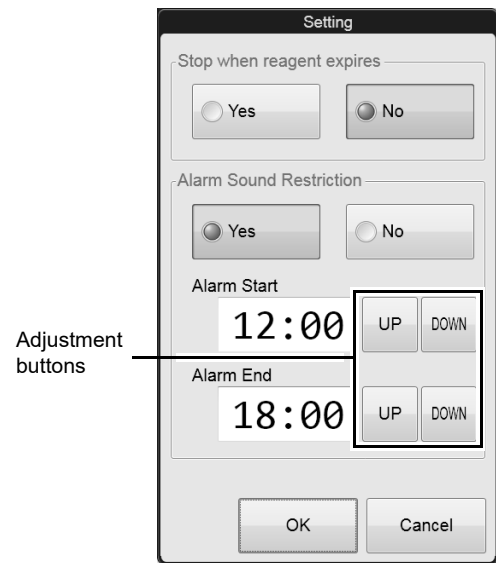 Setting
Stop when reagent expires
Yes
No
Alarm Sound Restriction
Yes
No
Alarm Start
12:00
UP
DOWN
Adjustment
buttons
Alarm End
18:00
UP
DOWN
OK
Cancel